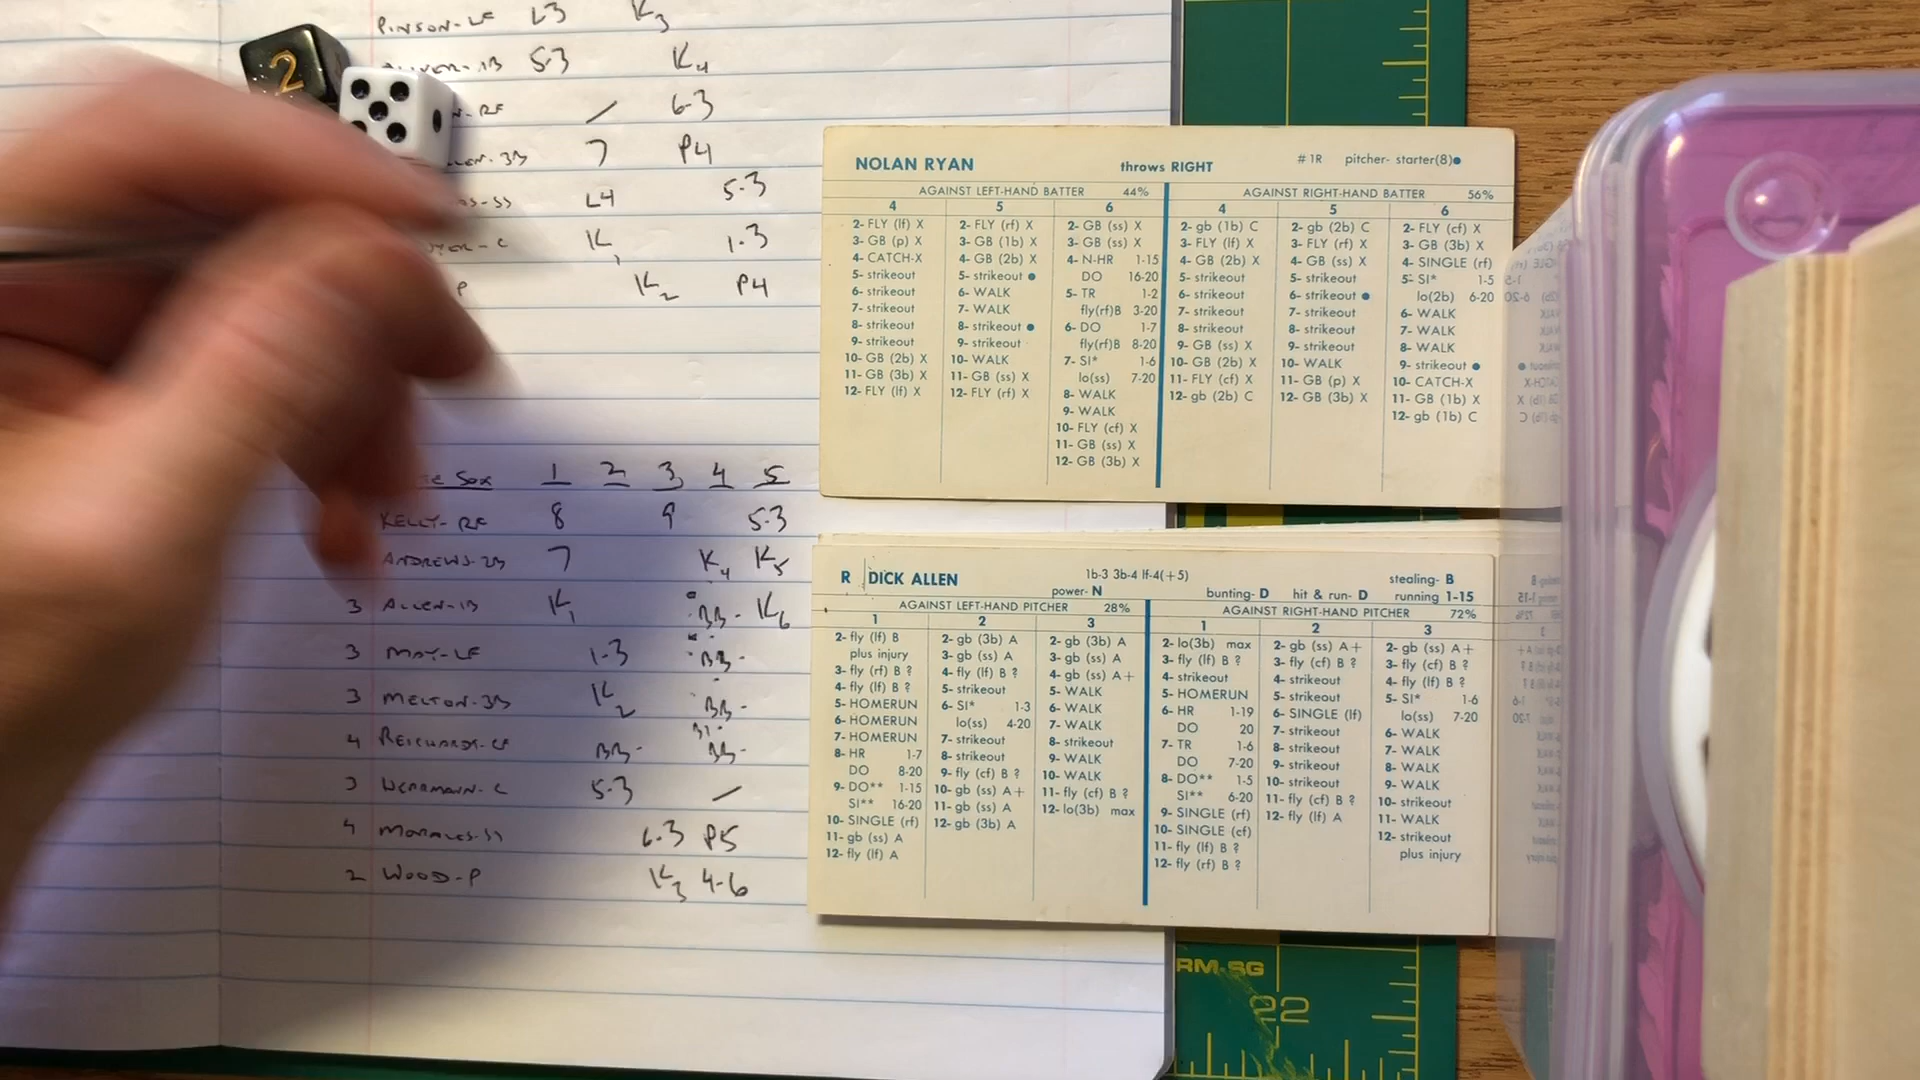 PINSON-LF L3 K3
OLIVER-1B 5-3 K4
RF / 6-3
3B 7 P4
SS L4 5-3
C K1 1-3
P K2 P4
SOX 1 2 3 4 5
KELLY-RF 8 9 5-3
ANDREWS-2B 7 K4 K5
3 ALLEN-1B K1 BB- K6
3 MAY-LF 1-3 BB-
3 MELTON-3B K2 BB-
4 REICHARDT-CF BB- BB-
3 5-3 /
4 MORALES-SS 6-3 P5
2 WOOD-P K3 4-6
2
NOLAN RYAN throws RIGHT #1R pitcher- starter(8)●
AGAINST LEFT-HAND BATTER 44%
4
2- FLY (lf) X
3- GB (p) X
4- CATCH-X
5- strikeout
6- strikeout
7- strikeout
8- strikeout
9- strikeout
10- GB (2b) X
11- GB (3b) X
12- FLY (lf) X
5
2- FLY (rf) X
3- GB (1b) X
4- GB (2b) X
5- strikeout ●
6- WALK
7- WALK
8- strikeout ●
9- strikeout
10- WALK
11- GB (ss) X
12- FLY (rf) X
6
2- GB (ss) X
3- GB (ss) X
4- N-HR 1-15
DO 16-20
5- TR 1-2
fly(rf)B 3-20
6- DO 1-7
fly(rf)B 8-20
7- SI* 1-6
lo(ss) 7-20
8- WALK
9- WALK
10- FLY (cf) X
11- GB (ss) X
12- GB (3b) X
AGAINST RIGHT-HAND BATTER 56%
4
2- gb (1b) C
3- FLY (lf) X
4- GB (2b) X
5- strikeout
6- strikeout
7- strikeout
8- strikeout
9- GB (ss) X
10- GB (2b) X
11- FLY (cf) X
12- gb (2b) C
5
2- gb (2b) C
3- FLY (rf) X
4- GB (ss) X
5- strikeout
6- strikeout ●
7- strikeout
8- strikeout
9- strikeout
10- WALK
11- GB (p) X
12- GB (3b) X
6
2- FLY (cf) X
3- GB (3b) X
4- SINGLE (rf)
5- SI* 1-5
lo(2b) 6-20
6- WALK
7- WALK
8- WALK
9- strikeout ●
10- CATCH-X
11- GB (1b) X
12- gb (1b) C
R DICK ALLEN 1b-3 3b-4 lf-4(+5) stealing- B
power- N bunting- D hit & run- D running 1-15
AGAINST LEFT-HAND PITCHER 28%
1
2- fly (lf) B
plus injury
3- fly (rf) B ?
4- fly (lf) B ?
5- HOMERUN
6- HOMERUN
7- HOMERUN
8- HR 1-7
DO 8-20
9- DO** 1-15
SI** 16-20
10- SINGLE (rf)
11- gb (ss) A
12- fly (lf) A
2
2- gb (3b) A
3- gb (ss) A
4- fly (lf) B ?
5- strikeout
6- SI* 1-3
lo(ss) 4-20
7- strikeout
8- strikeout
9- fly (cf) B ?
10- gb (ss) A+
11- gb (ss) A
12- gb (3b) A
3
2- gb (3b) A
3- gb (ss) A
4- gb (ss) A+
5- WALK
6- WALK
7- WALK
8- strikeout
9- WALK
10- WALK
11- fly (cf) B ?
12- lo(3b) max
AGAINST RIGHT-HAND PITCHER 72%
1
2- lo(3b) max
3- fly (lf) B ?
4- strikeout
5- HOMERUN
6- HR 1-19
DO 20
7- TR 1-6
DO 7-20
8- DO** 1-5
SI** 6-20
9- SINGLE (rf)
10- SINGLE (cf)
11- fly (lf) B ?
12- fly (rf) B ?
2
2- gb (ss) A+
3- fly (cf) B ?
4- strikeout
5- strikeout
6- SINGLE (lf)
7- strikeout
8- strikeout
9- strikeout
10- strikeout
11- fly (cf) B ?
12- fly (lf) A
3
2- gb (ss) A+
3- fly (cf) B ?
4- fly (lf) B ?
5- SI* 1-6
lo(ss) 7-20
6- WALK
7- WALK
8- WALK
9- WALK
10- strikeout
11- WALK
12- strikeout
plus injury
22